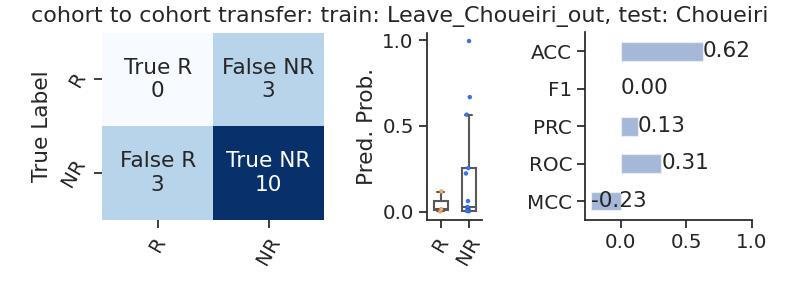 cohort to cohort transfer: train: Leave_Choueiri_out, test: Choueiri
True Label
R
NR
True R
0
False NR
3
False R
3
True NR
10
R
NR
Pred. Prob.
1.0
0.5
0.0
R
NR
ACC
0.62
F1
0.00
PRC
0.13
ROC
0.31
MCC
-0.23
0.0
0.5
1.0